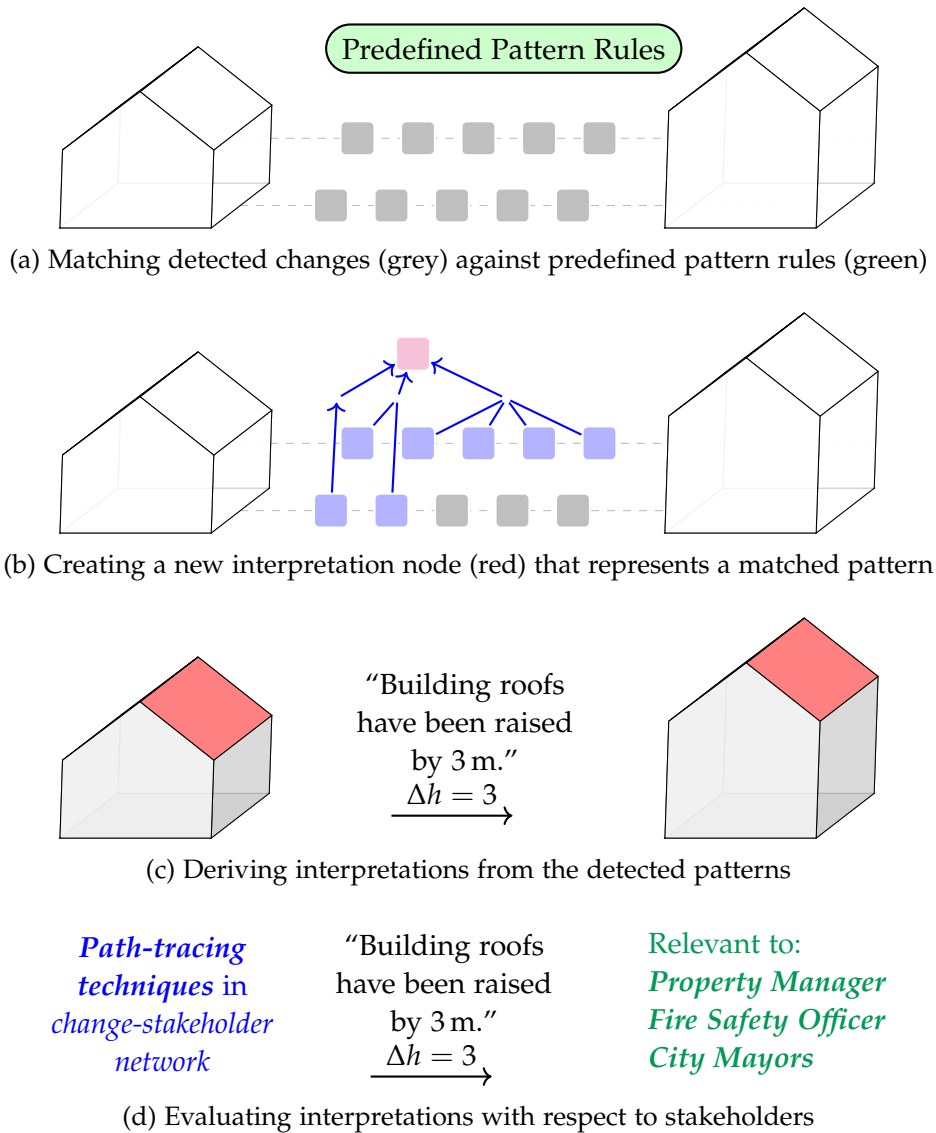 Predefined Pattern Rules
(a) Matching detected changes (grey) against predefined pattern rules (green)
(b) Creating a new interpretation node (red) that represents a matched pattern
“Building roofs
have been raised
by 3 m.”
Δh = 3
(c) Deriving interpretations from the detected patterns
Path-tracing
techniques in
change-stakeholder
network
“Building roofs
have been raised
by 3 m.”
Δh = 3
Relevant to:
Property Manager
Fire Safety Officer
City Mayors
(d) Evaluating interpretations with respect to stakeholders